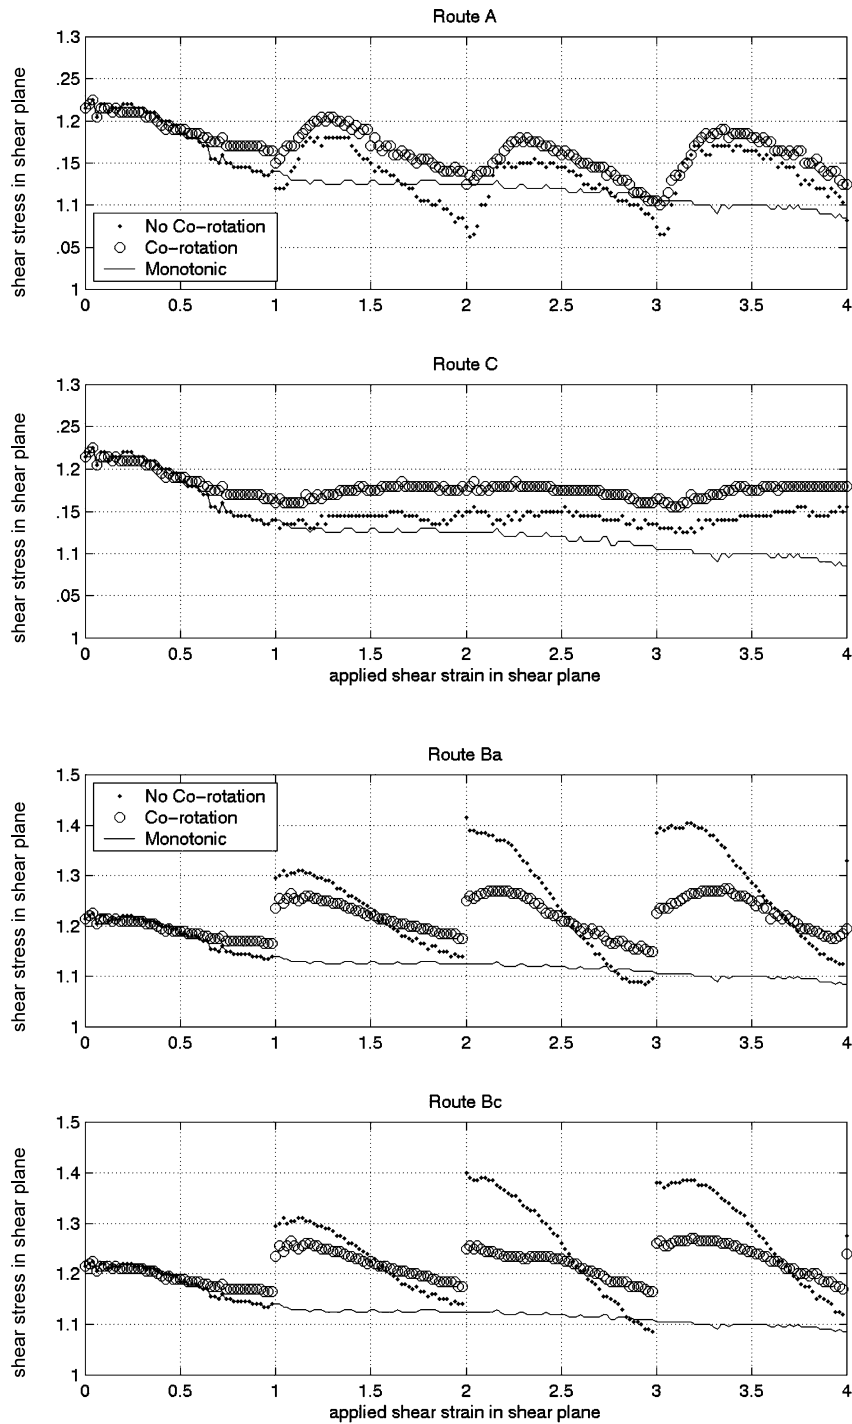 Route A
1.3
.25
1.2
.15
1.1
.05
1
shear stress in shear plane
No Co-rotation
Co-rotation
Monotonic
0 0.5 1 1.5 2 2.5 3 3.5 4
Route C
1.3
.25
1.2
.15
1.1
.05
1
shear stress in shear plane
0 0.5 1 1.5 2 2.5 3 3.5 4
applied shear strain in shear plane
Route Ba
1.5
1.4
1.3
1.2
1.1
1
shear stress in shear plane
No Co-rotation
Co-rotation
Monotonic
0 0.5 1 1.5 2 2.5 3 3.5 4
Route Bc
1.5
1.4
1.3
1.2
1.1
1
shear stress in shear plane
0 0.5 1 1.5 2 2.5 3 3.5 4
applied shear strain in shear plane